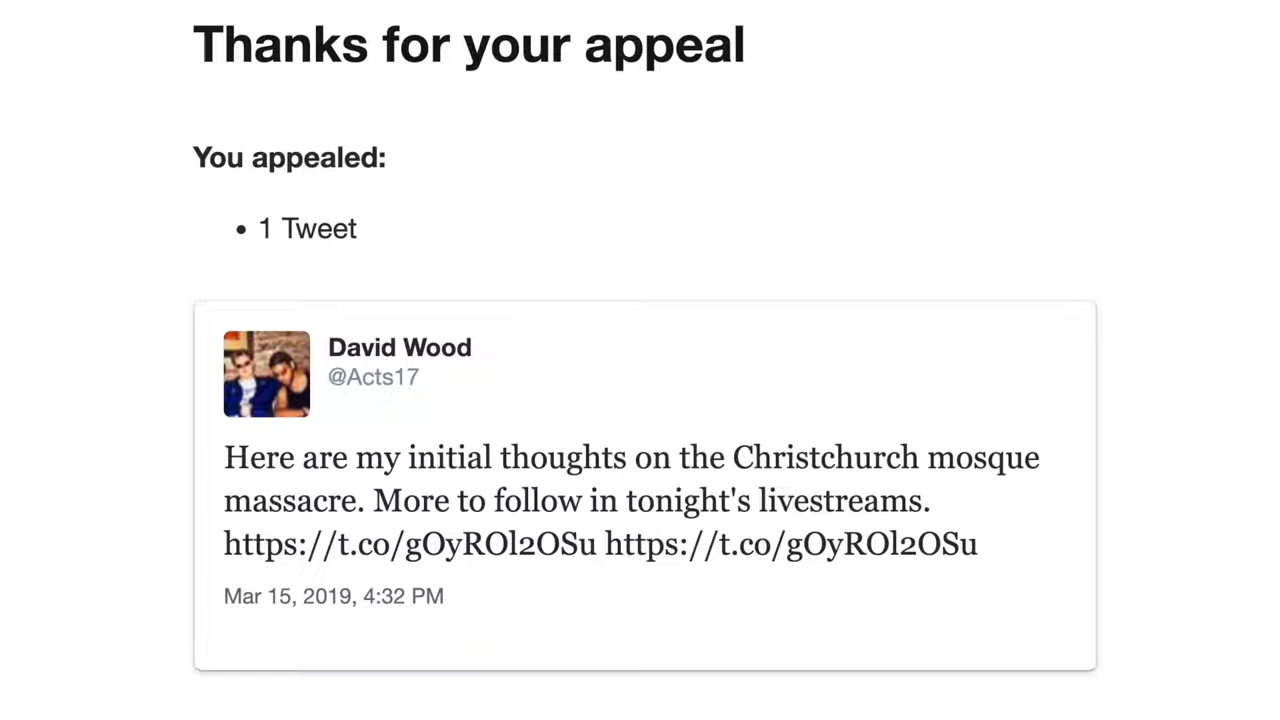 Thanks for your appeal
You appealed:
• 1 Tweet
David Wood
@Acts17
Here are my initial thoughts on the Christchurch mosque
massacre. More to follow in tonight's livestreams.
https://t.co/gOyROl2OSu https://t.co/gOyROl2OSu
Mar 15, 2019, 4:32 PM